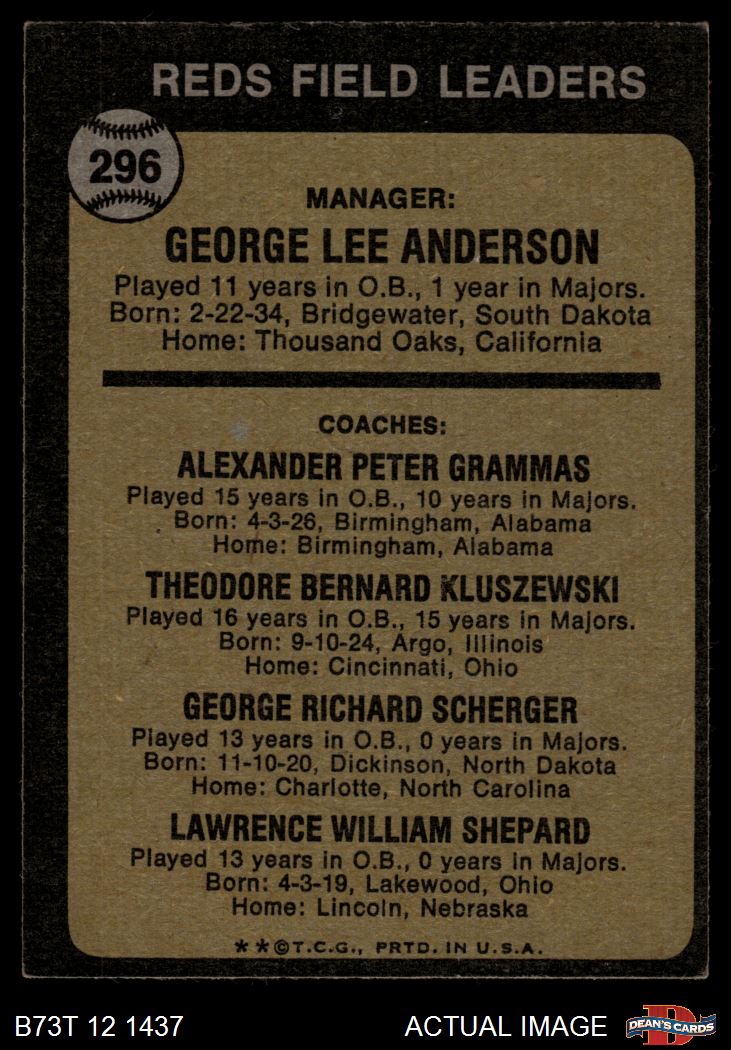 REDS FIELD LEADERS
296
MANAGER:
GEORGE LEE ANDERSON
Played 11 years in O.B., 1 year in Majors.
Born: 2-22-34, Bridgewater, South Dakota
Home: Thousand Oaks, California
COACHES:
ALEXANDER PETER GRAMMAS
Played 15 years in O.B., 10 years in Majors.
Born: 4-3-26, Birmingham, Alabama
Home: Birmingham, Alabama
THEODORE BERNARD KLUSZEWSKI
Played 16 years in O.B., 15 years in Majors.
Born: 9-10-24, Argo, Illinois
Home: Cincinnati, Ohio
GEORGE RICHARD SCHERGER
Played 13 years in O.B., 0 years in Majors.
Born: 11-10-20, Dickinson, North Dakota
Home: Charlotte, North Carolina
LAWRENCE WILLIAM SHEPARD
Played 13 years in O.B., 0 years in Majors.
Born: 4-3-19, Lakewood, Ohio
Home: Lincoln, Nebraska
**©T.C.G., PRTD. IN U.S.A.
B73T 12 1437 ACTUAL IMAGE D DEAN'S CARDS